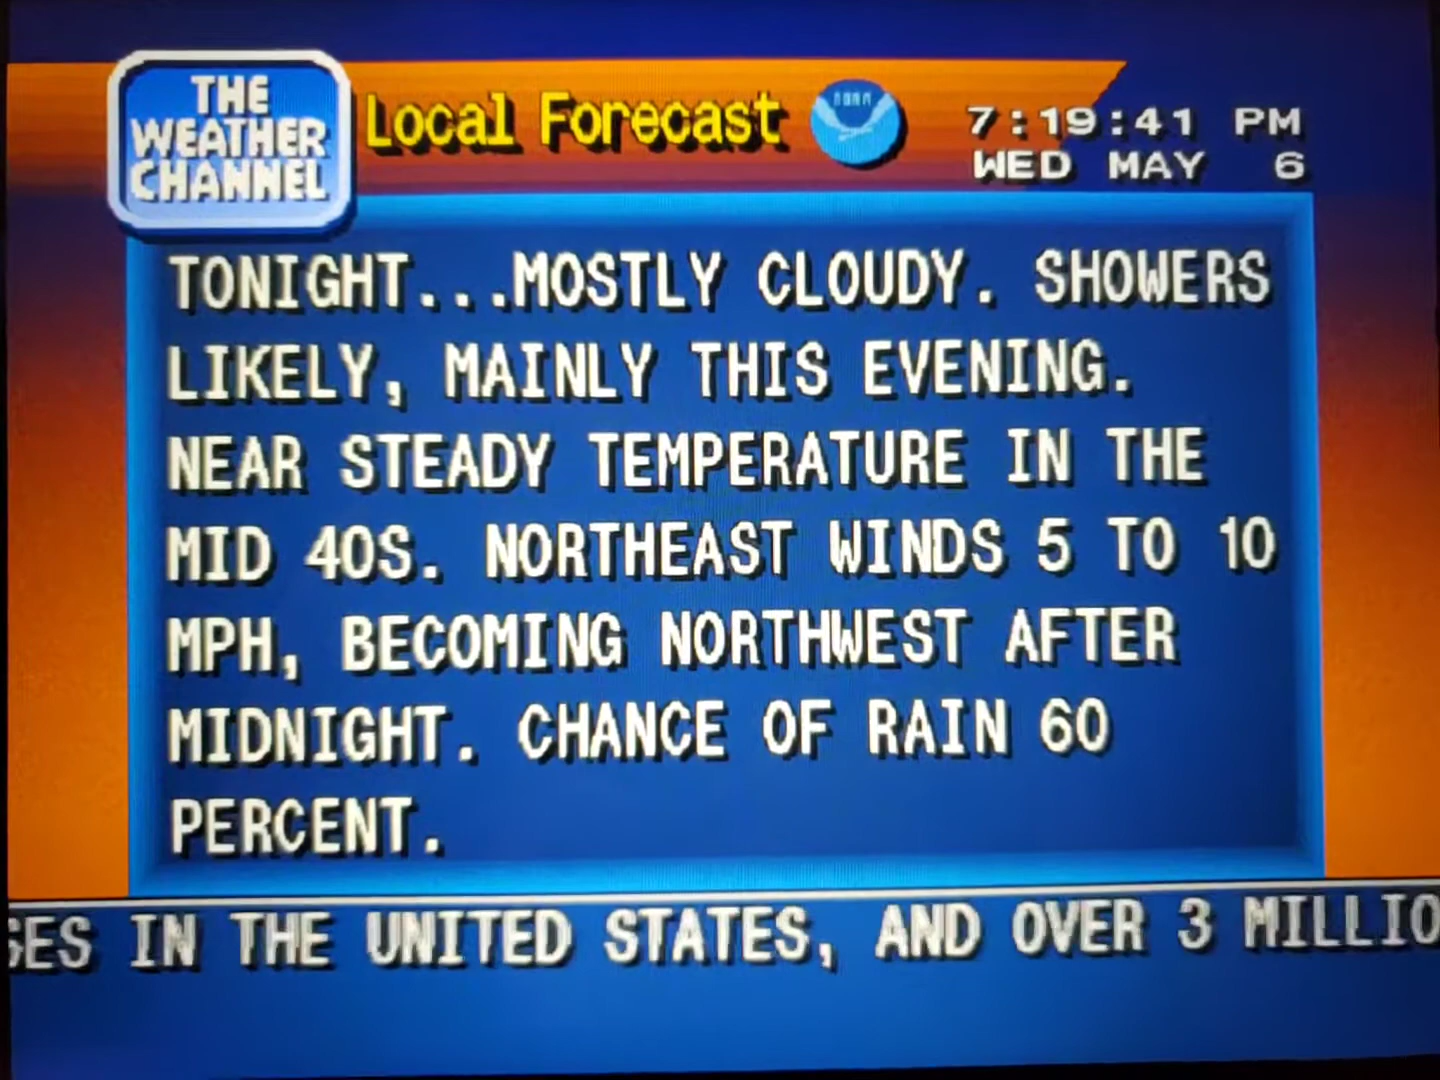 THE
WEATHER
CHANNEL
Local Forecast
NOAA
7:19:41 PM
WED MAY 6
TONIGHT...MOSTLY CLOUDY. SHOWERS
LIKELY, MAINLY THIS EVENING.
NEAR STEADY TEMPERATURE IN THE
MID 40S. NORTHEAST WINDS 5 TO 10
MPH, BECOMING NORTHWEST AFTER
MIDNIGHT. CHANCE OF RAIN 60
PERCENT.
IN THE UNITED STATES, AND OVER 3